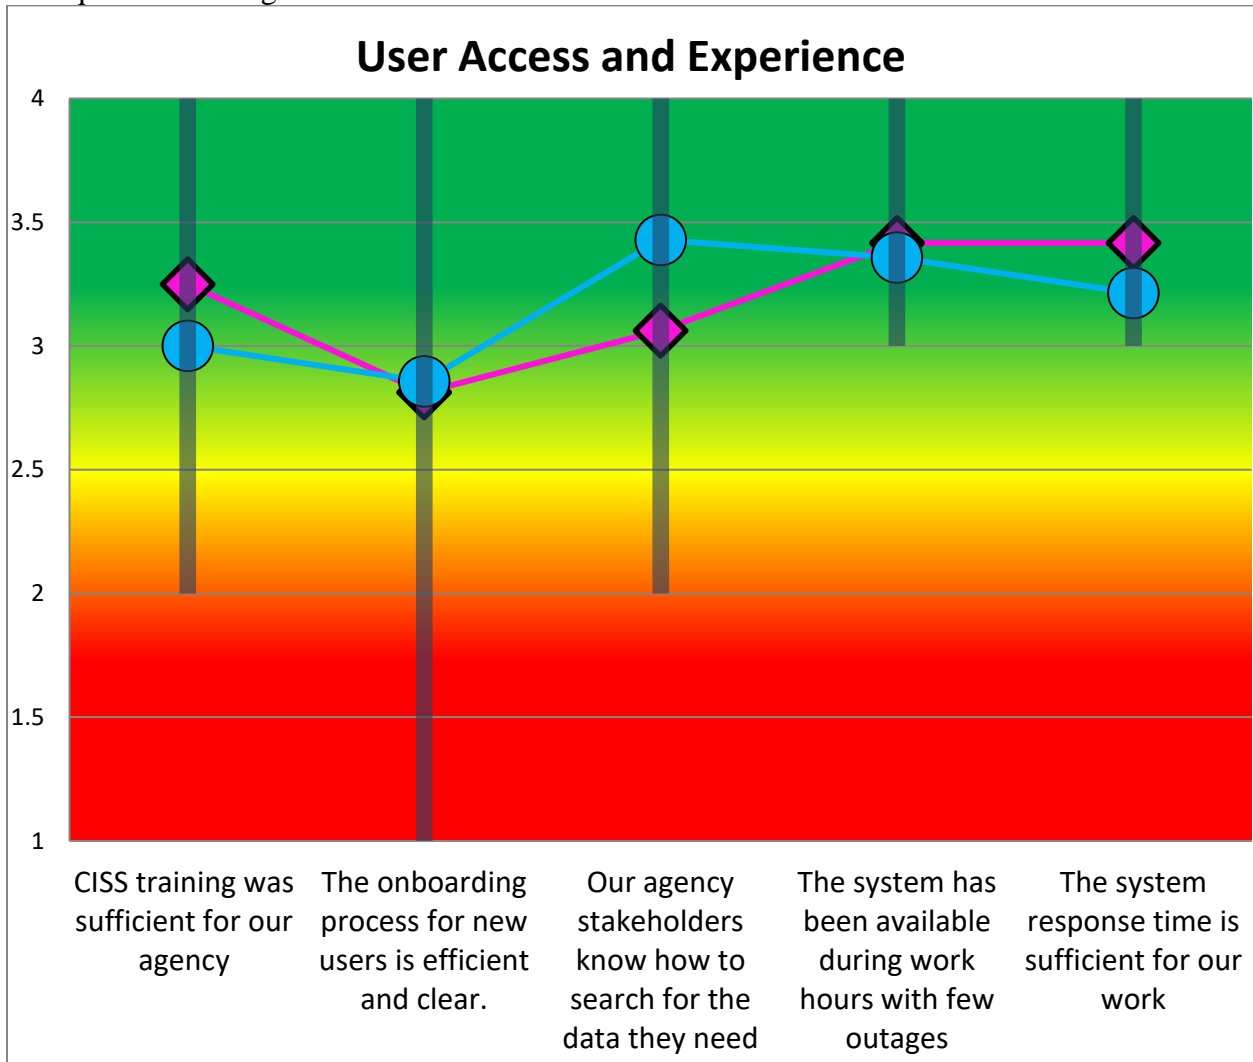 User Access and Experience
4
3.5
3
2.5
2
1.5
1
CISS training was
sufficient for our
agency
The onboarding
process for new
users is efficient
and clear.
Our agency
stakeholders
know how to
search for the
data they need
The system has
been available
during work
hours with few
outages
The system
response time is
sufficient for our
work